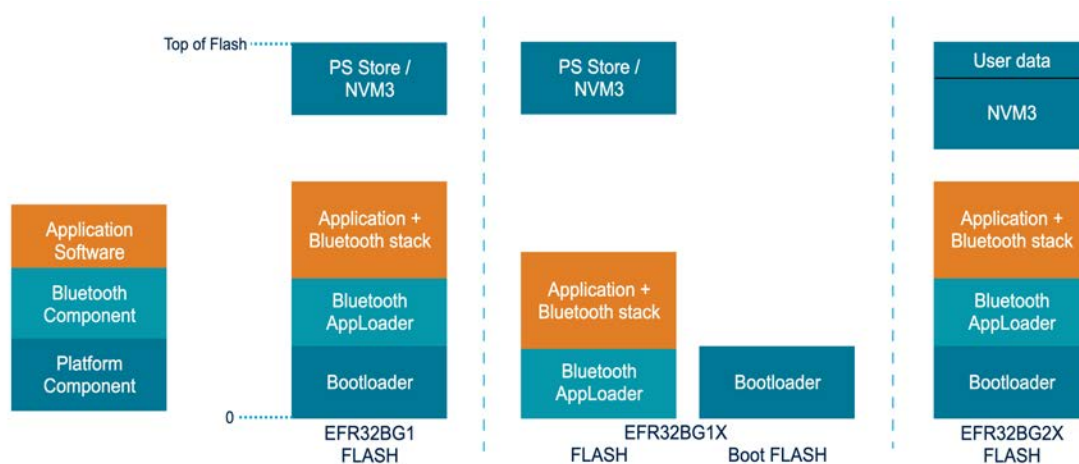 Top of Flash
PS Store /
NVM3
PS Store /
NVM3
User data
NVM3
Application
Software
Bluetooth
Component
Platform
Component
Application +
Bluetooth stack
Bluetooth
AppLoader
Bootloader
Application +
Bluetooth stack
Bluetooth
AppLoader
Bootloader
Application +
Bluetooth stack
Bluetooth
AppLoader
Bootloader
0
EFR32BG1
FLASH
EFR32BG1X
FLASH
Boot FLASH
EFR32BG2X
FLASH